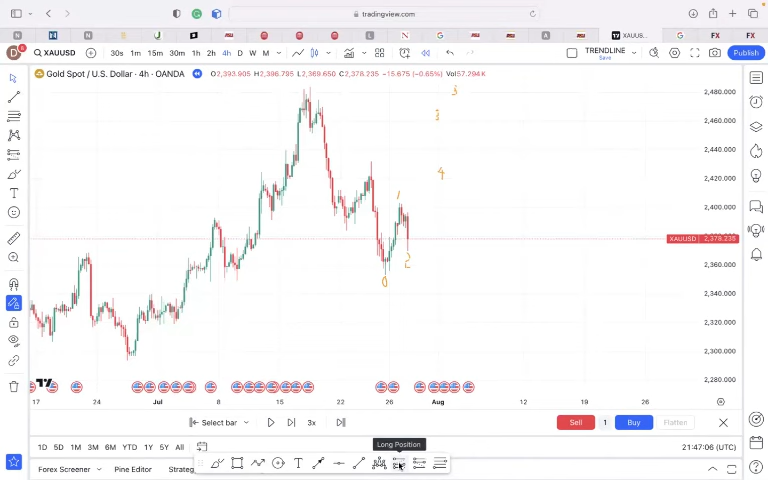 tradingview.com
XAUUS...
FX
FX
D
XAUUSD
30s 1m 15m 30m 1h 2h 4h D W M
TRENDLINE
Save
Publish
Gold Spot / U.S. Dollar · 4h · OANDA
O2,393.905 H2,396.795 L2,369.650 C2,378.235 −15.675 (−0.65%) Vol57.294K
2,480.000
2,460.000
2,440.000
2,420.000
2,400.000
XAUUSD 2,378.235
2,360.000
2,340.000
2,320.000
2,300.000
2,280.000
4
1
2
0
17 24 Jul 8 15 22 26 Aug 12 19 26
Select bar 3x
Sell 1 Buy Flatten
Long Position
1D 5D 1M 3M 6M YTD 1Y 5Y All
21:47:06 (UTC)
Forex Screener Pine Editor Strateg